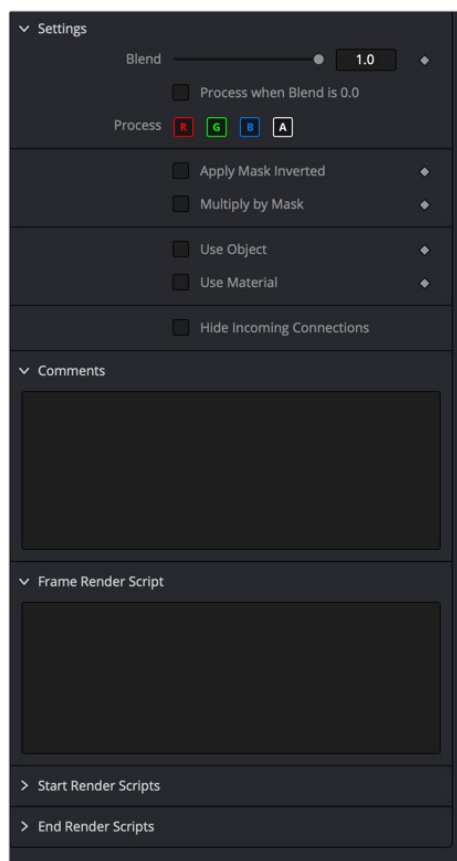 Settings
Blend 1.0
Process when Blend is 0.0
Process R G B A
Apply Mask Inverted
Multiply by Mask
Use Object
Use Material
Hide Incoming Connections
Comments
Frame Render Script
Start Render Scripts
End Render Scripts